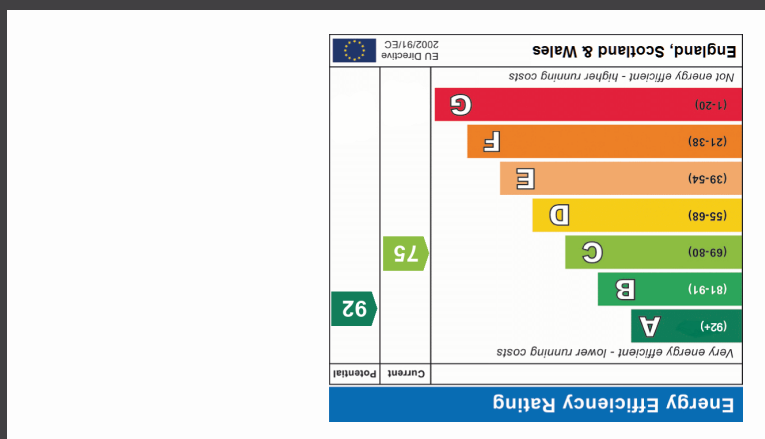 Energy Efficiency Rating
Current Potential
Very energy efficient - lower running costs
(92+) A
(81-91) B
(69-80) C
(55-68) D
(39-54) E
(21-38) F
(1-20) G
75
92
Not energy efficient - higher running costs
England, Scotland & Wales
EU Directive
2002/91/EC